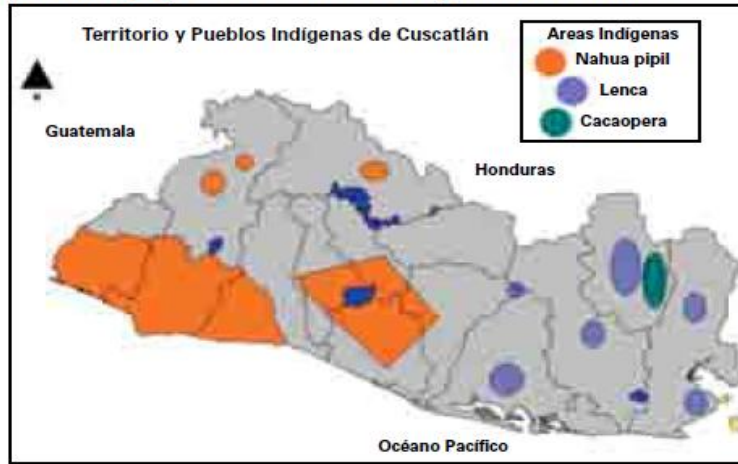 Territorio y Pueblos Indígenas de Cuscatlán
Areas Indígenas
Nahua pipil
Lenca
Cacaopera
Guatemala
Honduras
Océano Pacífico